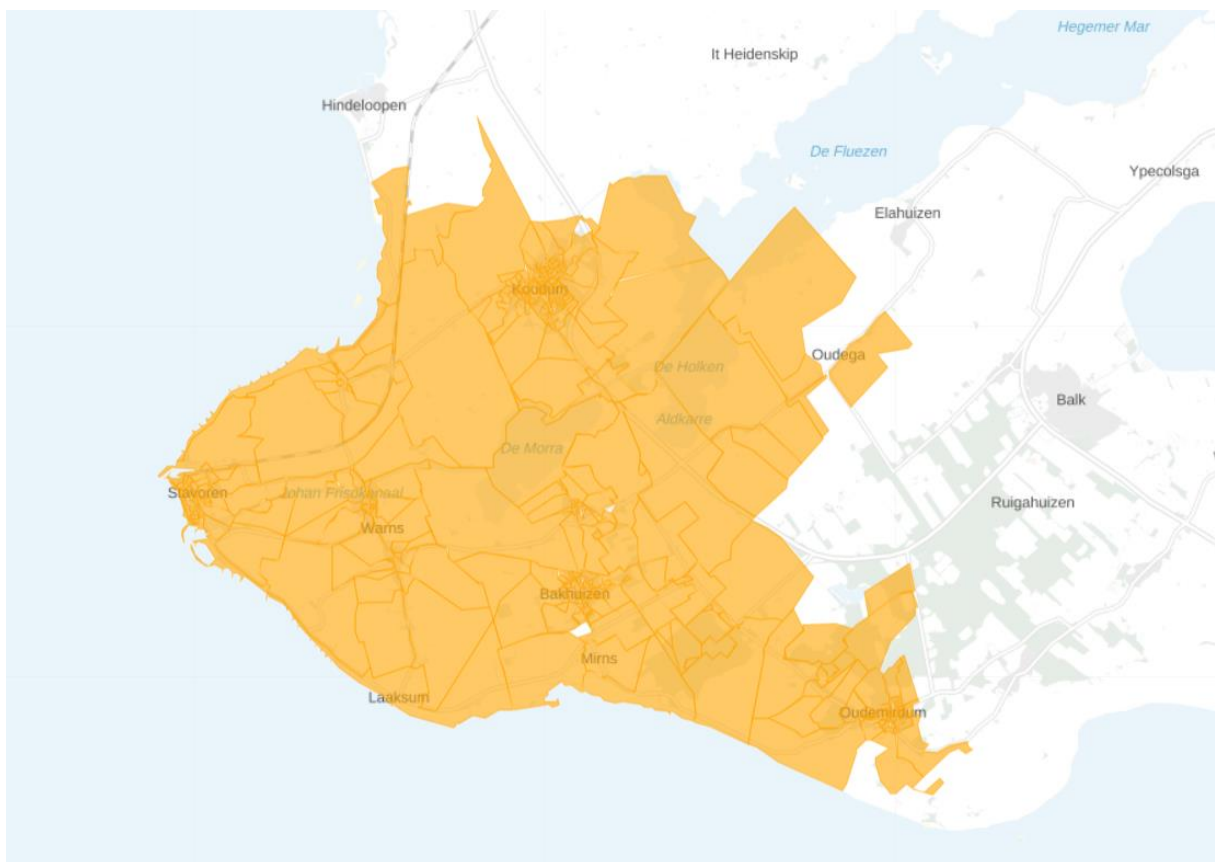 Hegemer Mar
It Heidenskip
Hindeloopen
De Fluezen
Ypecolsga
Elahuizen
Koudum
Oudega
De Holken
Balk
Aldkarre
De Morra
Stavoren
Johan Frisokanaal
Ruigahuizen
Warns
Bakhuizen
Mirns
Laaksum
Oudemirdum